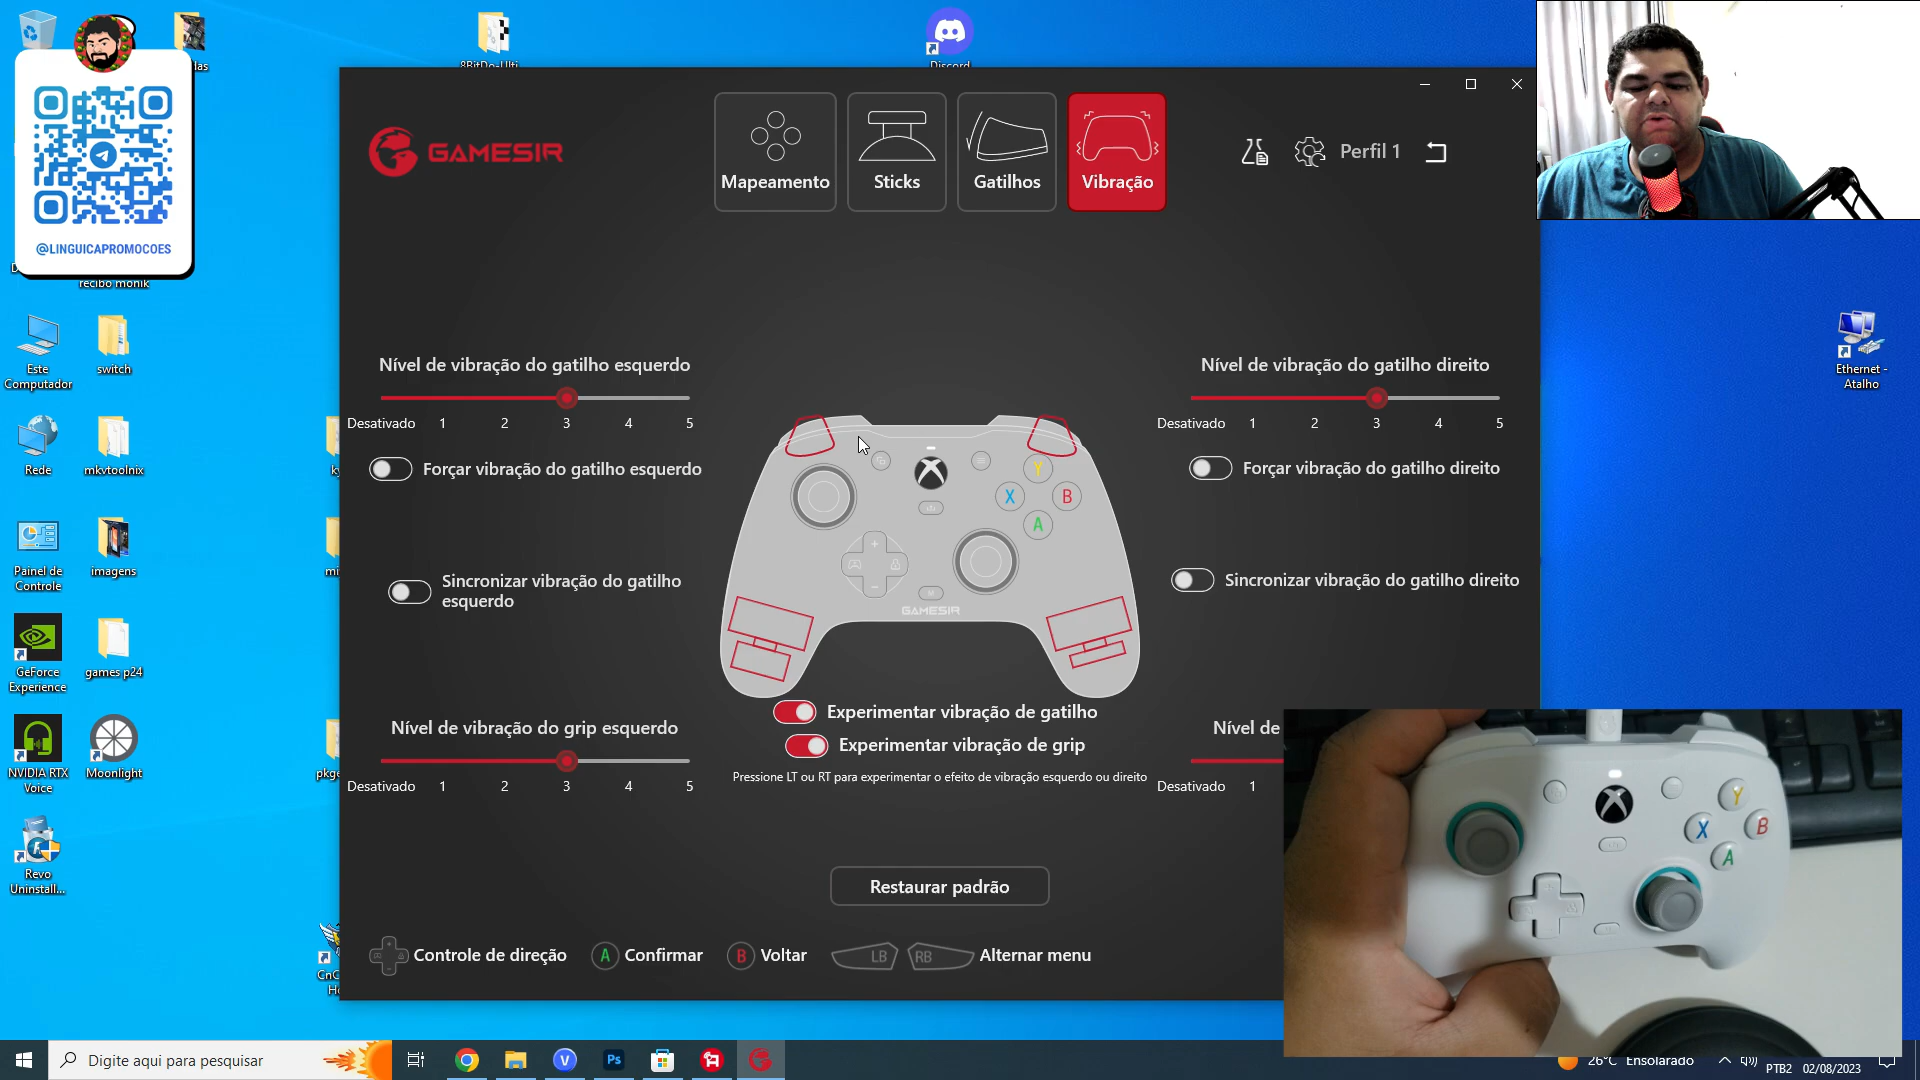 @LINGUICAPROMOCOES
las
8BitDo-Ulti
Discord
recibo monik
Este
Computador
switch
Rede
mkvtoolnix
Painel de
Controle
imagens
GeForce
Experience
games p24
NVIDIA RTX
Voice
Moonlight
Revo
Uninstall...
Ethernet -
Atalho
GAMESIR
Mapeamento
Sticks
Gatilhos
Vibração
Perfil 1
Nível de vibração do gatilho esquerdo
Desativado 1 2 3 4 5
Forçar vibração do gatilho esquerdo
Sincronizar vibração do gatilho
esquerdo
Nível de vibração do grip esquerdo
Desativado 1 2 3 4 5
Nível de vibração do gatilho direito
Desativado 1 2 3 4 5
Forçar vibração do gatilho direito
Sincronizar vibração do gatilho direito
Nível de
Desativado 1
Y
X
B
A
GAMESIR
Experimentar vibração de gatilho
Experimentar vibração de grip
Pressione LT ou RT para experimentar o efeito de vibração esquerdo ou direito
Restaurar padrão
Controle de direção
A Confirmar
B Voltar
LB RB Alternar menu
Y
X
B
A
Digite aqui para pesquisar
V
Ps
26°C Ensolarado
PTB2
02/08/2023